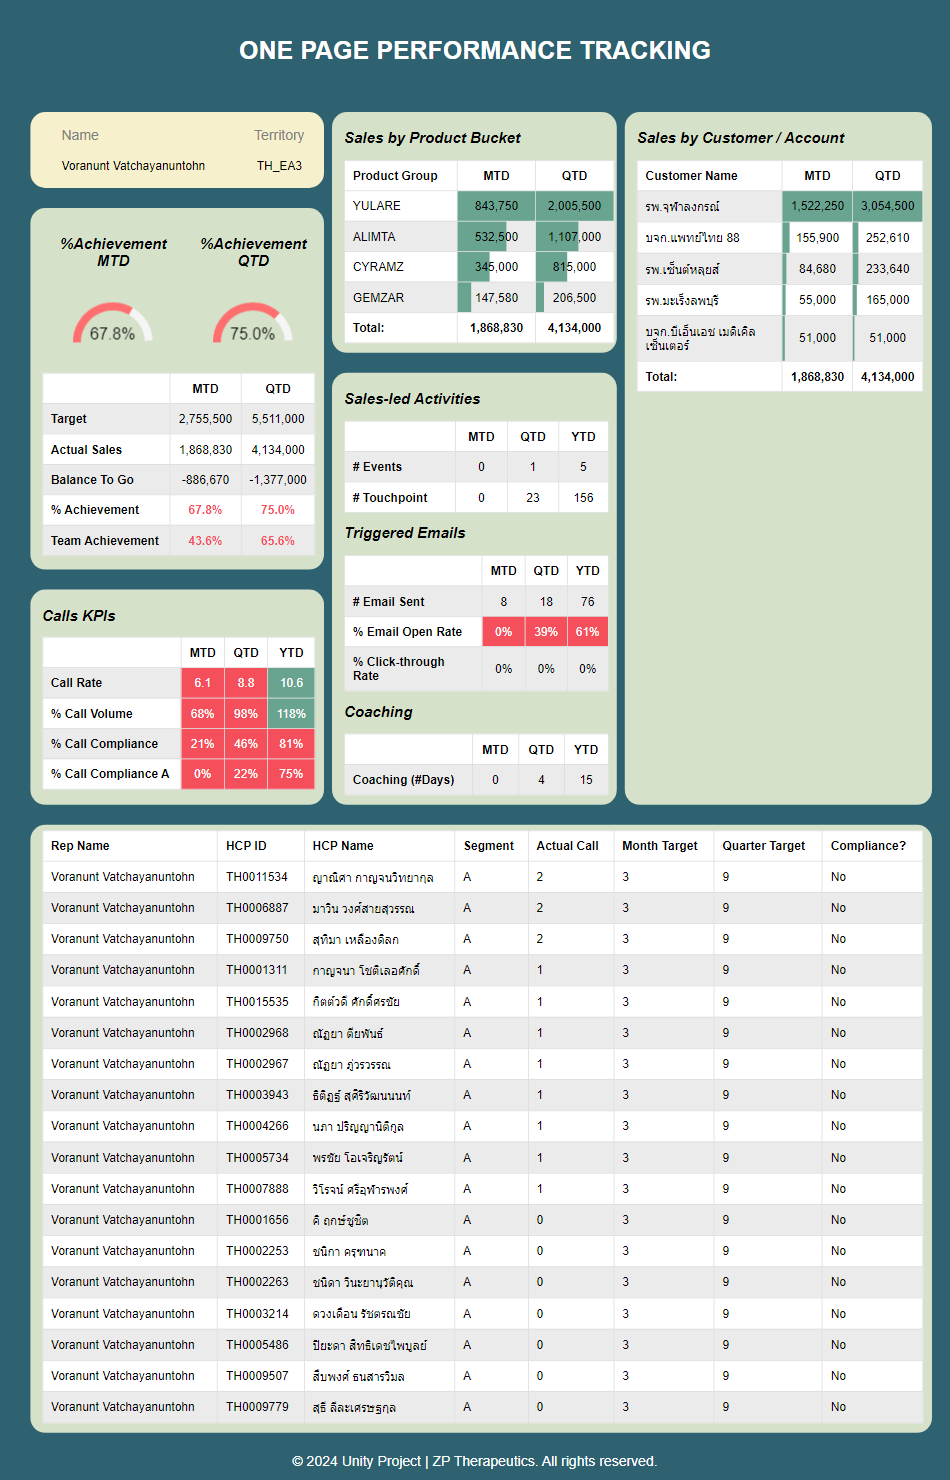 ONE PAGE PERFORMANCE TRACKING
Name Territory
Voranunt Vatchayanuntohn TH_EA3
%Achievement MTD
%Achievement QTD
67.8% 75.0%
MTD QTD
Target 2,755,500 5,511,000
Actual Sales 1,868,830 4,134,000
Balance To Go -886,670 -1,377,000
% Achievement 67.8% 75.0%
Team Achievement 43.6% 65.6%
Calls KPIs
MTD QTD YTD
Call Rate 6.1 8.8 10.6
% Call Volume 68% 98% 118%
% Call Compliance 21% 46% 81%
% Call Compliance A 0% 22% 75%
Sales by Product Bucket
Product Group MTD QTD
YULARE 843,750 2,005,500
ALIMTA 532,500 1,107,000
CYRAMZ 345,000 815,000
GEMZAR 147,580 206,500
Total: 1,868,830 4,134,000
Sales-led Activities
MTD QTD YTD
# Events 0 1 5
# Touchpoint 0 23 156
Triggered Emails
MTD QTD YTD
# Email Sent 8 18 76
% Email Open Rate 0% 39% 61%
% Click-through
Rate 0% 0% 0%
Coaching
MTD QTD YTD
Coaching (#Days) 0 4 15
Sales by Customer / Account
Customer Name MTD QTD
รพ.จุฬาลงกรณ์ 1,522,250 3,054,500
บจก.แพทย์ไทย 88 155,900 252,610
รพ.เซ็นต์หลุยส์ 84,680 233,640
รพ.มะเร็งลพบุรี 55,000 165,000
บจก.บีเอ็นเอช เมดิเคิล
เซ็นเตอร์ 51,000 51,000
Total: 1,868,830 4,134,000
Rep Name HCP ID HCP Name Segment Actual Call Month Target Quarter Target Compliance?
Voranunt Vatchayanuntohn TH0011534 ญาณิศา กาญจนวิทยากุล A 2 3 9 No
Voranunt Vatchayanuntohn TH0006887 มาวิน วงศ์สายสุวรรณ A 2 3 9 No
Voranunt Vatchayanuntohn TH0009750 สุทิมา เหลืองดิลก A 2 3 9 No
Voranunt Vatchayanuntohn TH0001311 กาญจนา โชติเลอศักดิ์ A 1 3 9 No
Voranunt Vatchayanuntohn TH0015535 กิตต์วดี ศักดิ์ศรชัย A 1 3 9 No
Voranunt Vatchayanuntohn TH0002968 ณัฏยา ติยพันธ์ A 1 3 9 No
Voranunt Vatchayanuntohn TH0002967 ณัฏยา ภู่วรวรรณ A 1 3 9 No
Voranunt Vatchayanuntohn TH0003943 ธิติฏฐ์ สุศิริวัฒนนนท์ A 1 3 9 No
Voranunt Vatchayanuntohn TH0004266 นภา ปริญญานิติกูล A 1 3 9 No
Voranunt Vatchayanuntohn TH0005734 พรชัย โอเจริญรัตน์ A 1 3 9 No
Voranunt Vatchayanuntohn TH0007888 วิโรจน์ ศรีอุฬารพงศ์ A 1 3 9 No
Voranunt Vatchayanuntohn TH0001656 คิ ฤกษ์ชูชิต A 0 3 9 No
Voranunt Vatchayanuntohn TH0002253 ชนิกา ครุฑนาค A 0 3 9 No
Voranunt Vatchayanuntohn TH0002263 ชนิดา วินะยานุวัติคุณ A 0 3 9 No
Voranunt Vatchayanuntohn TH0003214 ดวงเดือน รัชตรณชัย A 0 3 9 No
Voranunt Vatchayanuntohn TH0005486 ปิยะดา สิทธิเดชไพบูลย์ A 0 3 9 No
Voranunt Vatchayanuntohn TH0009507 สืบพงศ์ ธนสารวิมล A 0 3 9 No
Voranunt Vatchayanuntohn TH0009779 สุธี ลีละเศรษฐกุล A 0 3 9 No
© 2024 Unity Project | ZP Therapeutics. All rights reserved.